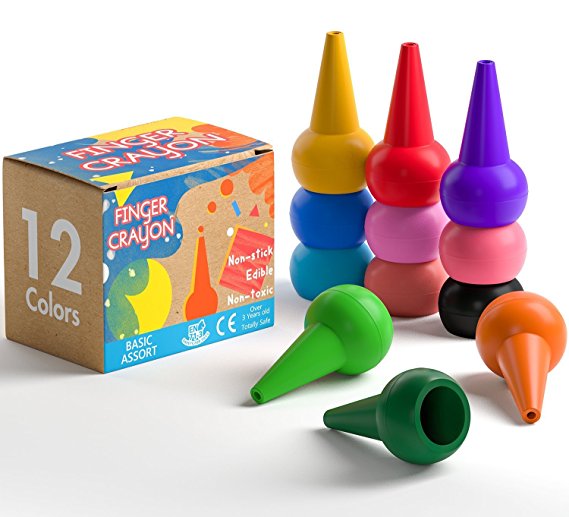 FINGER
CRAYON
12
Colors
FINGER
CRAYON
Non-stick
Edible
Non-toxic
BASIC
ASSORT
CE
Over
3 Years old
Totally Safe